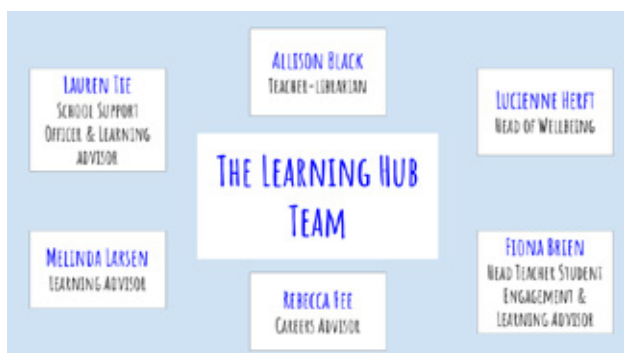 Allison Black
Teacher-librarian
Lauren Tie
School Support
Officer & Learning
advisor
Lucienne Herft
Head of Wellbeing
The Learning Hub
Team
Melinda Larsen
Learning Advisor
Fiona Brien
Head Teacher Student
Engagement &
Learning Advisor
Rebecca Fee
Careers Advisor